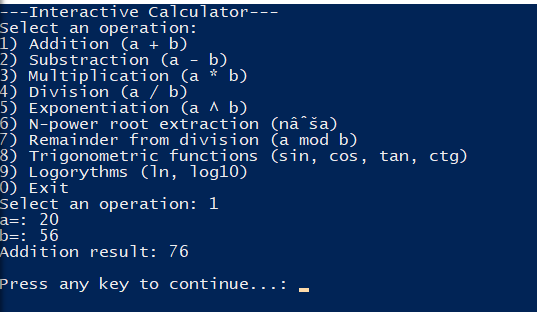 ---Interactive Calculator---
Select an operation:
1) Addition (a + b)
2) Substraction (a - b)
3) Multiplication (a * b)
4) Division (a / b)
5) Exponentiation (a ^ b)
6) N-power root extraction (nâˆša)
7) Remainder from division (a mod b)
8) Trigonometric functions (sin, cos, tan, ctg)
9) Logorythms (ln, log10)
0) Exit
Select an operation: 1
a=: 20
b=: 56
Addition result: 76
Press any key to continue...: _